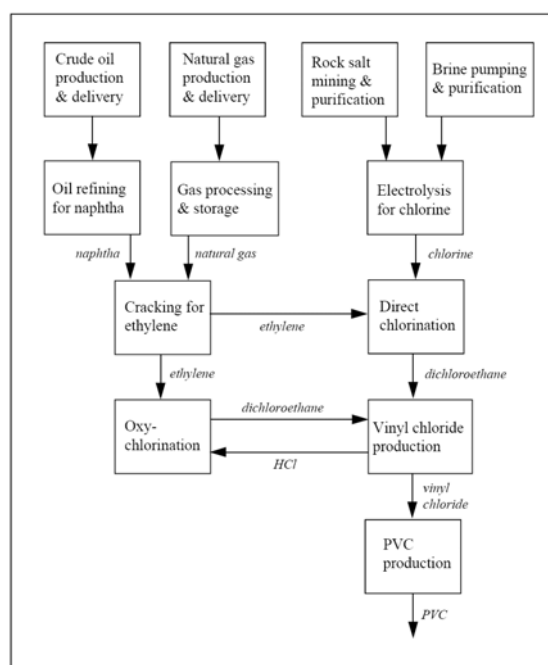 Crude oil
production
& delivery
Natural gas
production
& delivery
Rock salt
mining &
purification
Brine pumping
& purification
Oil refining
for naphtha
Gas processing
& storage
Electrolysis
for chlorine
naphtha
natural gas
chlorine
Cracking for
ethylene
ethylene
Direct
chlorination
ethylene
dichloroethane
Oxy-
chlorination
dichloroethane
HCl
Vinyl chloride
production
vinyl
chloride
PVC
production
PVC